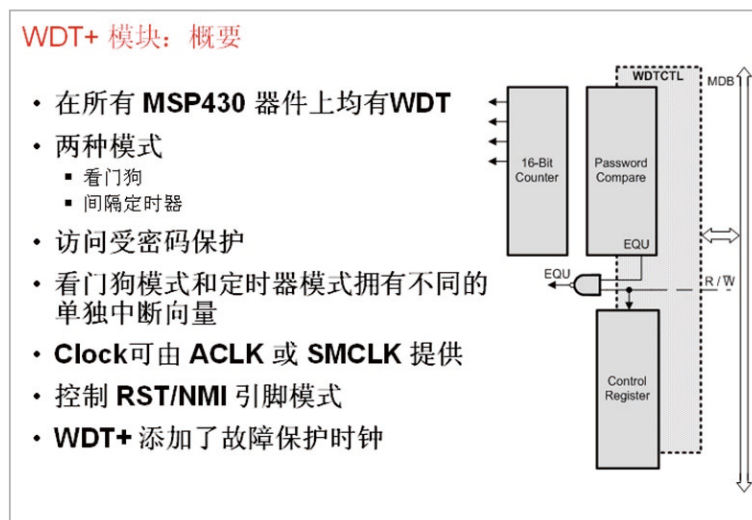 WDT+ 模块：概要
• 在所有 MSP430 器件上均有WDT
• 两种模式
▪ 看门狗
▪ 间隔定时器
• 访问受密码保护
• 看门狗模式和定时器模式拥有不同的
单独中断向量
• Clock可由 ACLK 或 SMCLK 提供
• 控制 RST/NMI 引脚模式
• WDT+ 添加了故障保护时钟
WDTCTL
MDB
16-Bit
Counter
Password
Compare
EQU
EQU
R / W̅
Control
Register